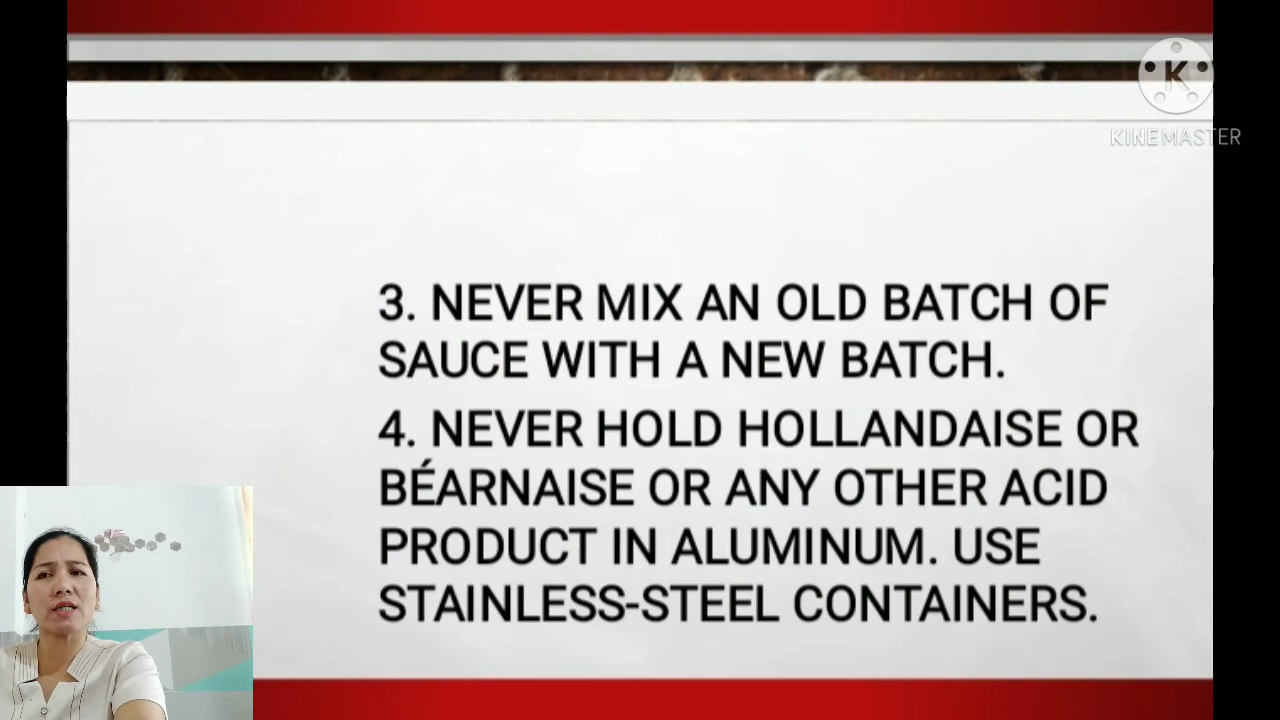 K
KINEMASTER
3. NEVER MIX AN OLD BATCH OF
SAUCE WITH A NEW BATCH.
4. NEVER HOLD HOLLANDAISE OR
BÉARNAISE OR ANY OTHER ACID
PRODUCT IN ALUMINUM. USE
STAINLESS-STEEL CONTAINERS.